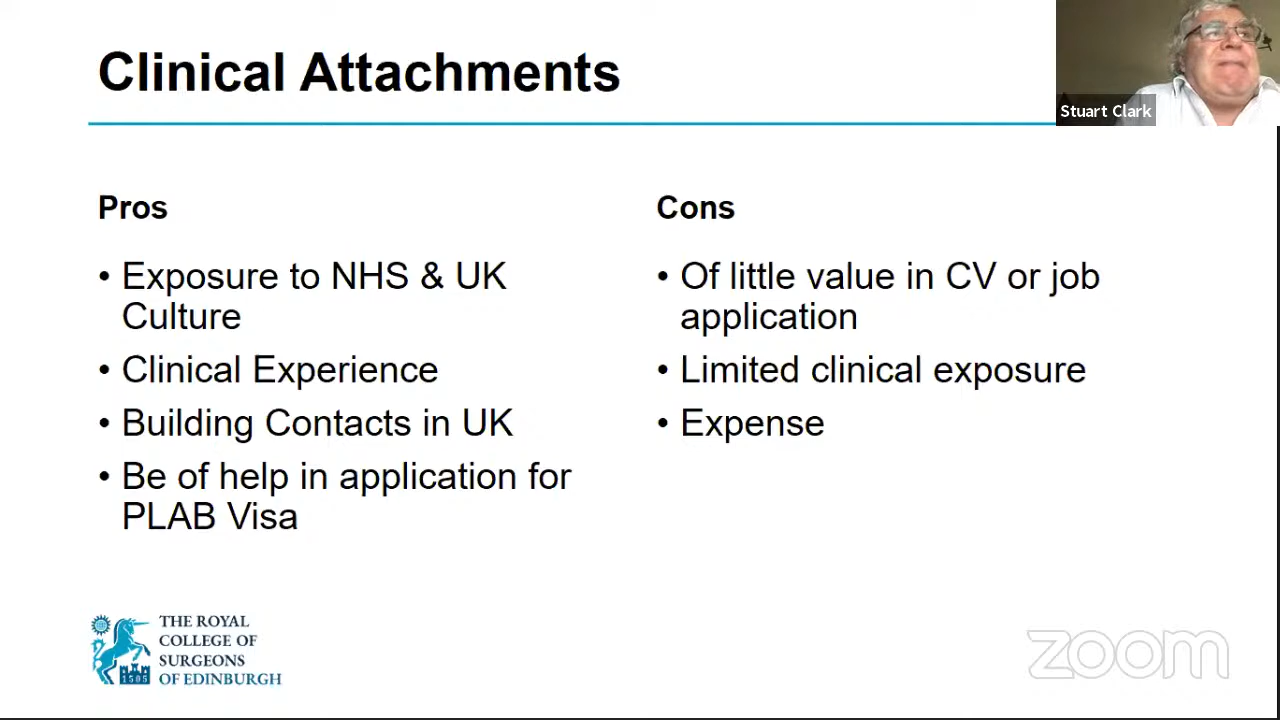 Clinical Attachments
Stuart Clark
Pros
• Exposure to NHS & UK
Culture
• Clinical Experience
• Building Contacts in UK
• Be of help in application for
PLAB Visa
Cons
• Of little value in CV or job
application
• Limited clinical exposure
• Expense
THE ROYAL
COLLEGE OF
SURGEONS
OF EDINBURGH
1505
zoom